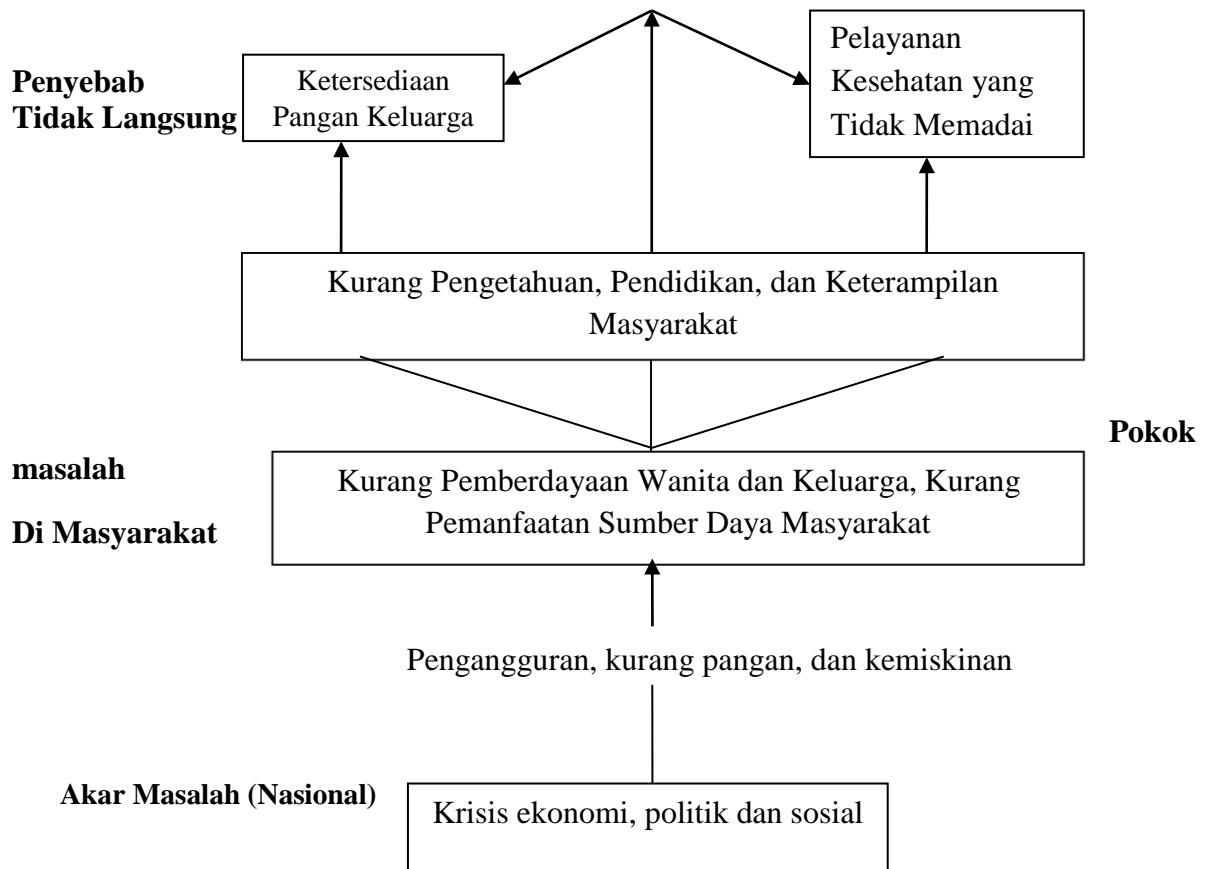 Pelayanan
Kesehatan yang
Tidak Memadai
Penyebab
Tidak Langsung
Ketersediaan
Pangan Keluarga
Kurang Pengetahuan, Pendidikan, dan Keterampilan
Masyarakat
Pokok
masalah
Di Masyarakat
Kurang Pemberdayaan Wanita dan Keluarga, Kurang
Pemanfaatan Sumber Daya Masyarakat
Pengangguran, kurang pangan, dan kemiskinan
Akar Masalah (Nasional)
Krisis ekonomi, politik dan sosial